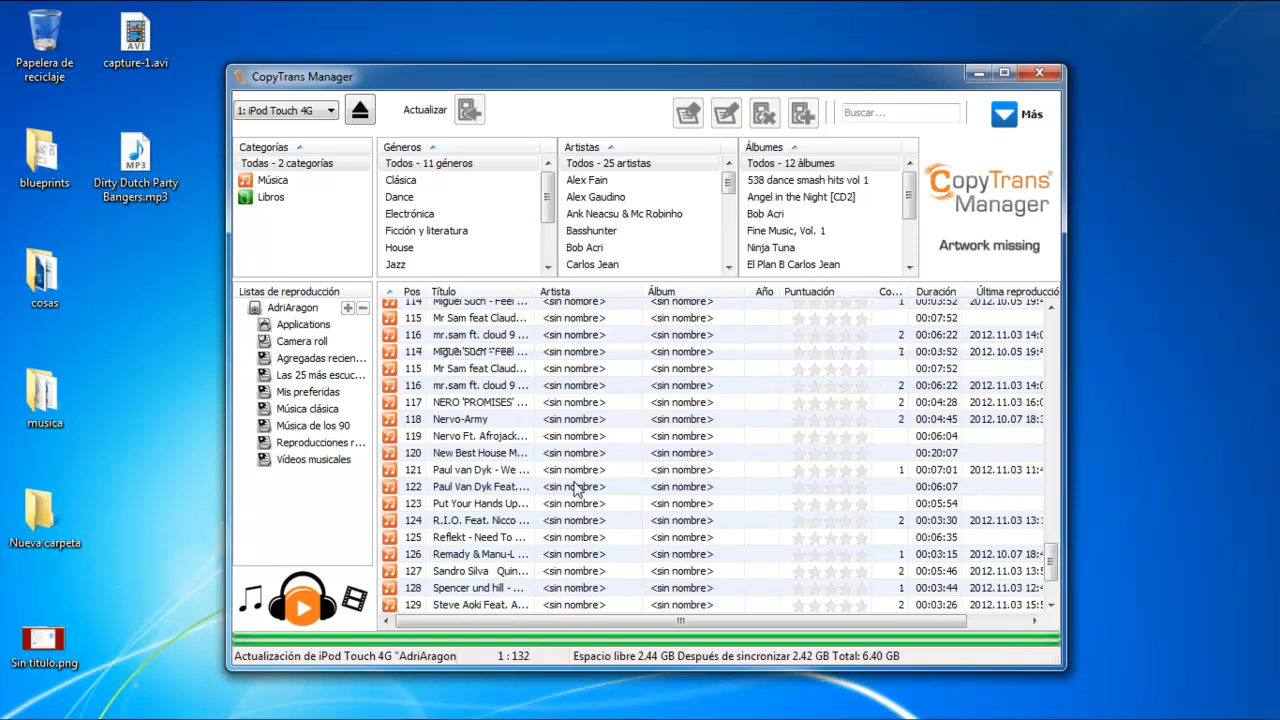 Papelera de
reciclaje
capture-1.avi
blueprints
Dirty Dutch Party
Bangers.mp3
cosas
musica
Nueva carpeta
Sin titulo.png
CopyTrans Manager
1: iPod Touch 4G
Actualizar
Buscar...
Más
Categorías
Todas - 2 categorías
Música
Libros
Géneros
Todos - 11 géneros
Clásica
Dance
Electrónica
Ficción y literatura
House
Jazz
Artistas
Todos - 25 artistas
Alex Fain
Alex Gaudino
Ank Neacsu & Mc Robinho
Basshunter
Bob Acri
Carlos Jean
Álbumes
Todos - 12 álbumes
538 dance smash hits vol 1
Angel in the Night [CD2]
Bob Acri
Fine Music, Vol. 1
Ninja Tuna
El Plan B Carlos Jean
CopyTrans®
Manager
Artwork missing
Listas de reproducción
AdriAragon
Applications
Camera roll
Agregadas recien...
Las 25 más escuc...
Mis preferidas
Música clásica
Música de los 90
Reproducciones r...
Vídeos musicales
Pos Título Artista Álbum Año Puntuación Co... Duración Última reproducció
114 Miguel Such - Feel ... <sin nombre> <sin nombre> 1 00:03:52 2012.10.05 19:4
115 Mr Sam feat Claud... <sin nombre> <sin nombre> 00:07:52
116 mr.sam ft. cloud 9 ... <sin nombre> <sin nombre> 2 00:06:22 2012.11.03 14:0
114 Miguel Such - Feel ... <sin nombre> <sin nombre> 1 00:03:52 2012.10.05 19:4
115 Mr Sam feat Claud... <sin nombre> <sin nombre> 00:07:52
116 mr.sam ft. cloud 9 ... <sin nombre> <sin nombre> 2 00:06:22 2012.11.03 14:0
117 NERO 'PROMISES' ... <sin nombre> <sin nombre> 2 00:04:28 2012.11.03 16:0
118 Nervo-Army <sin nombre> <sin nombre> 2 00:04:45 2012.10.07 18:3
119 Nervo Ft. Afrojack... <sin nombre> <sin nombre> 00:06:04
120 New Best House M... <sin nombre> <sin nombre> 00:20:07
121 Paul van Dyk - We ... <sin nombre> <sin nombre> 1 00:07:01 2012.11.03 11:4
122 Paul Van Dyk Feat.... <sin nombre> <sin nombre> 00:06:07
123 Put Your Hands Up... <sin nombre> <sin nombre> 00:05:54
124 R.I.O. Feat. Nicco ... <sin nombre> <sin nombre> 2 00:03:30 2012.11.03 13:1
125 Reflekt - Need To ... <sin nombre> <sin nombre> 00:06:35
126 Remady & Manu-L ... <sin nombre> <sin nombre> 1 00:03:15 2012.10.07 18:4
127 Sandro Silva Quin... <sin nombre> <sin nombre> 2 00:05:46 2012.11.03 13:5
128 Spencer und hill - ... <sin nombre> <sin nombre> 1 00:03:44 2012.11.03 12:4
129 Steve Aoki Feat. A... <sin nombre> <sin nombre> 2 00:03:26 2012.11.03 15:5
Actualización de iPod Touch 4G "AdriAragon 1 : 132 Espacio libre 2.44 GB Después de sincronizar 2.42 GB Total: 6.40 GB